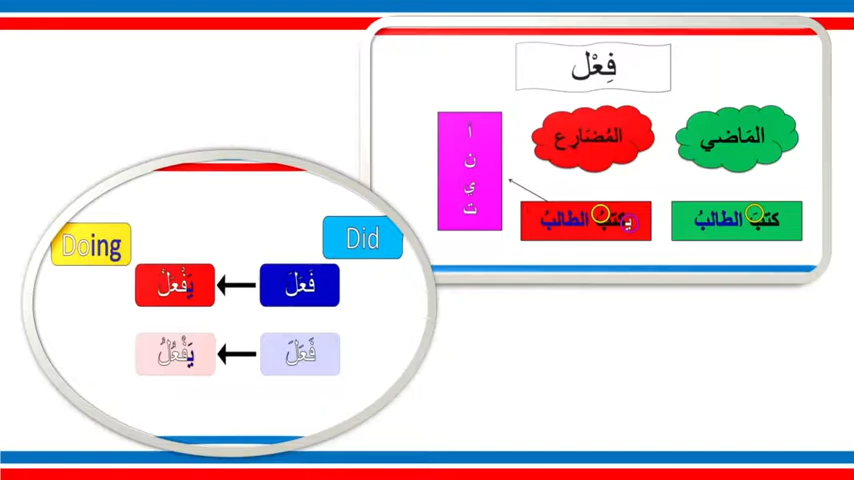 فِعْل
المَاضي
المُضَارِع
أ
ن
ي
ت
كتبَ الطالبُ
يكتبُ الطالبُ
Did
Doing
فَعَلَ
يَفْعَلُ
فَعَلَ
يَفْعُلُ